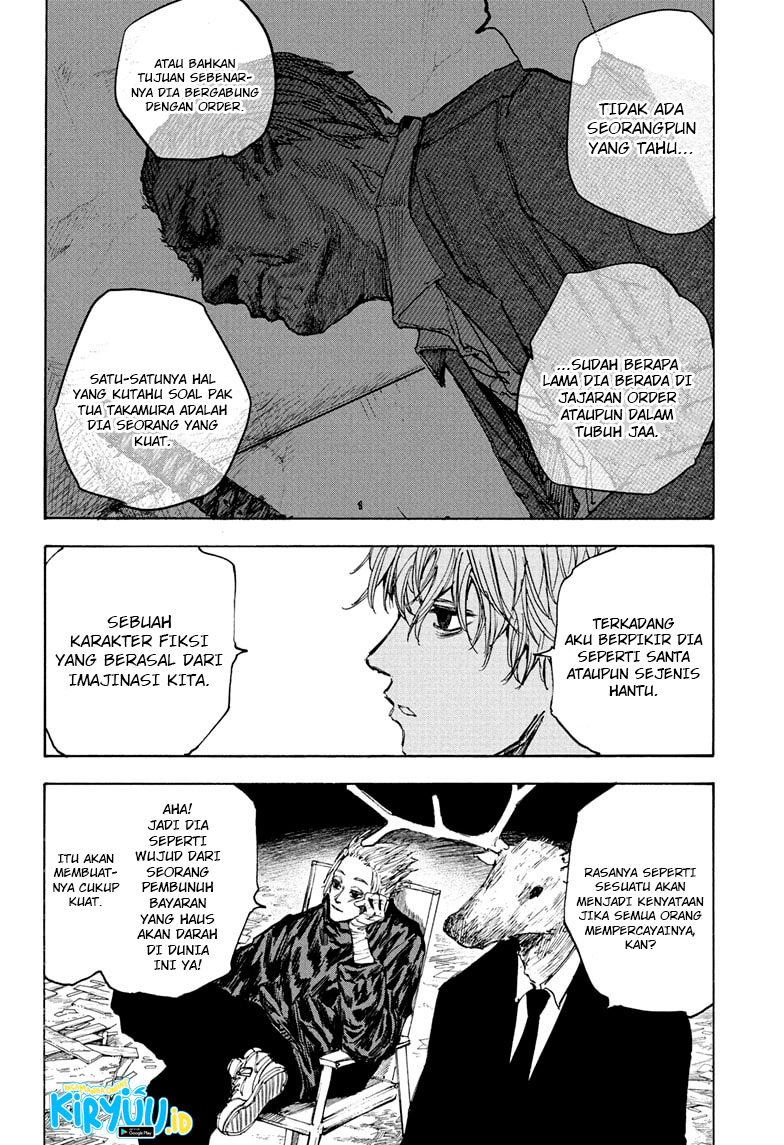 TIDAK ADA
SEORANGPUN
YANG TAHU...
ATAU BAHKAN
TUJUAN SEBENAR-
NYA DIA BERGABUNG
DENGAN ORDER.
...SUDAH BERAPA
LAMA DIA BERADA DI
JAJARAN ORDER
ATAUPUN DALAM
TUBUH JAA.
SATU-SATUNYA HAL
YANG KUTAHU SOAL PAK
TUA TAKAMURA ADALAH
DIA SEORANG YANG
KUAT.
TERKADANG
AKU BERPIKIR DIA
SEPERTI SANTA
ATAUPUN SEJENIS
HANTU.
SEBUAH
KARAKTER FIKSI
YANG BERASAL DARI
IMAJINASI KITA.
RASANYA SEPERTI
SESUATU AKAN
MENJADI KENYATAAN
JIKA SEMUA ORANG
MEMPERCAYAINYA,
KAN?
AHA!
JADI DIA
SEPERTI
WUJUD DARI
SEORANG
PEMBUNUH
BAYARAN
YANG HAUS
AKAN DARAH
DI DUNIA
INI YA!
ITU AKAN
MEMBUAT-
NYA CUKUP
KUAT.
KIRYUU.id
Google Play